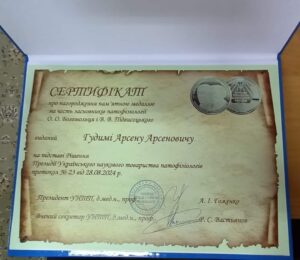 СЕРТИФІКАТ
про нагородження пам'ятною медаллю
на честь засновників патофізіології
О. О. Богомольця і В. В. Підвисоцького
виданий Гудимі Арсену Арсеновичу
на підставі Рішення
Президії Українського наукового товариства патофізіологів
протокол № 23 від 28.08.2024 р.
Президент УНТП, д.мед.н., проф. А. І. Гоженко
Вчений секретар УНТП, д.мед.н., проф. Р. С. Вастьянов